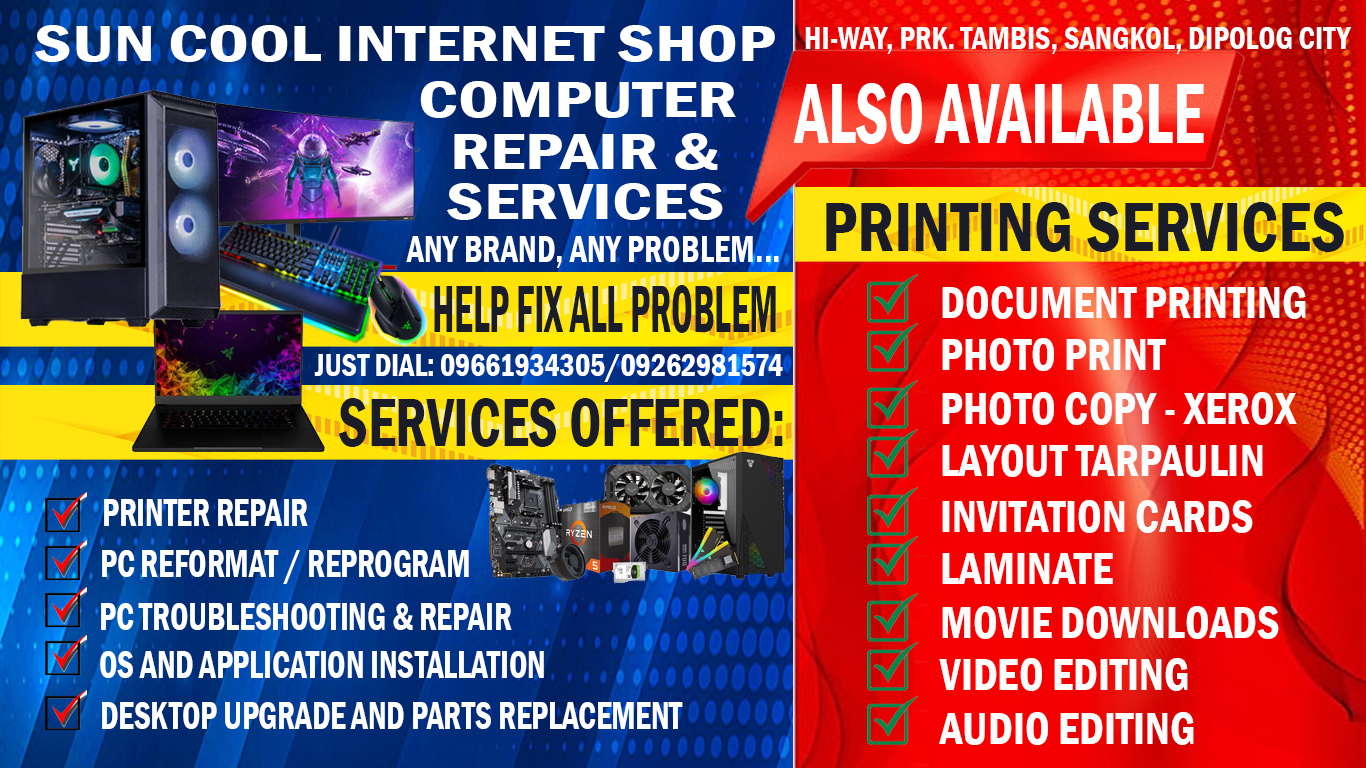 SUN COOL INTERNET SHOP
COMPUTER
REPAIR &
SERVICES
ANY BRAND, ANY PROBLEM...
HELP FIX ALL PROBLEM
JUST DIAL: 09661934305/09262981574
SERVICES OFFERED:
AMD
RYZEN
5
PRINTER REPAIR
PC REFORMAT / REPROGRAM
PC TROUBLESHOOTING & REPAIR
OS AND APPLICATION INSTALLATION
DESKTOP UPGRADE AND PARTS REPLACEMENT
HI-WAY, PRK. TAMBIS, SANGKOL, DIPOLOG CITY
ALSO AVAILABLE
PRINTING SERVICES
DOCUMENT PRINTING
PHOTO PRINT
PHOTO COPY - XEROX
LAYOUT TARPAULIN
INVITATION CARDS
LAMINATE
MOVIE DOWNLOADS
VIDEO EDITING
AUDIO EDITING